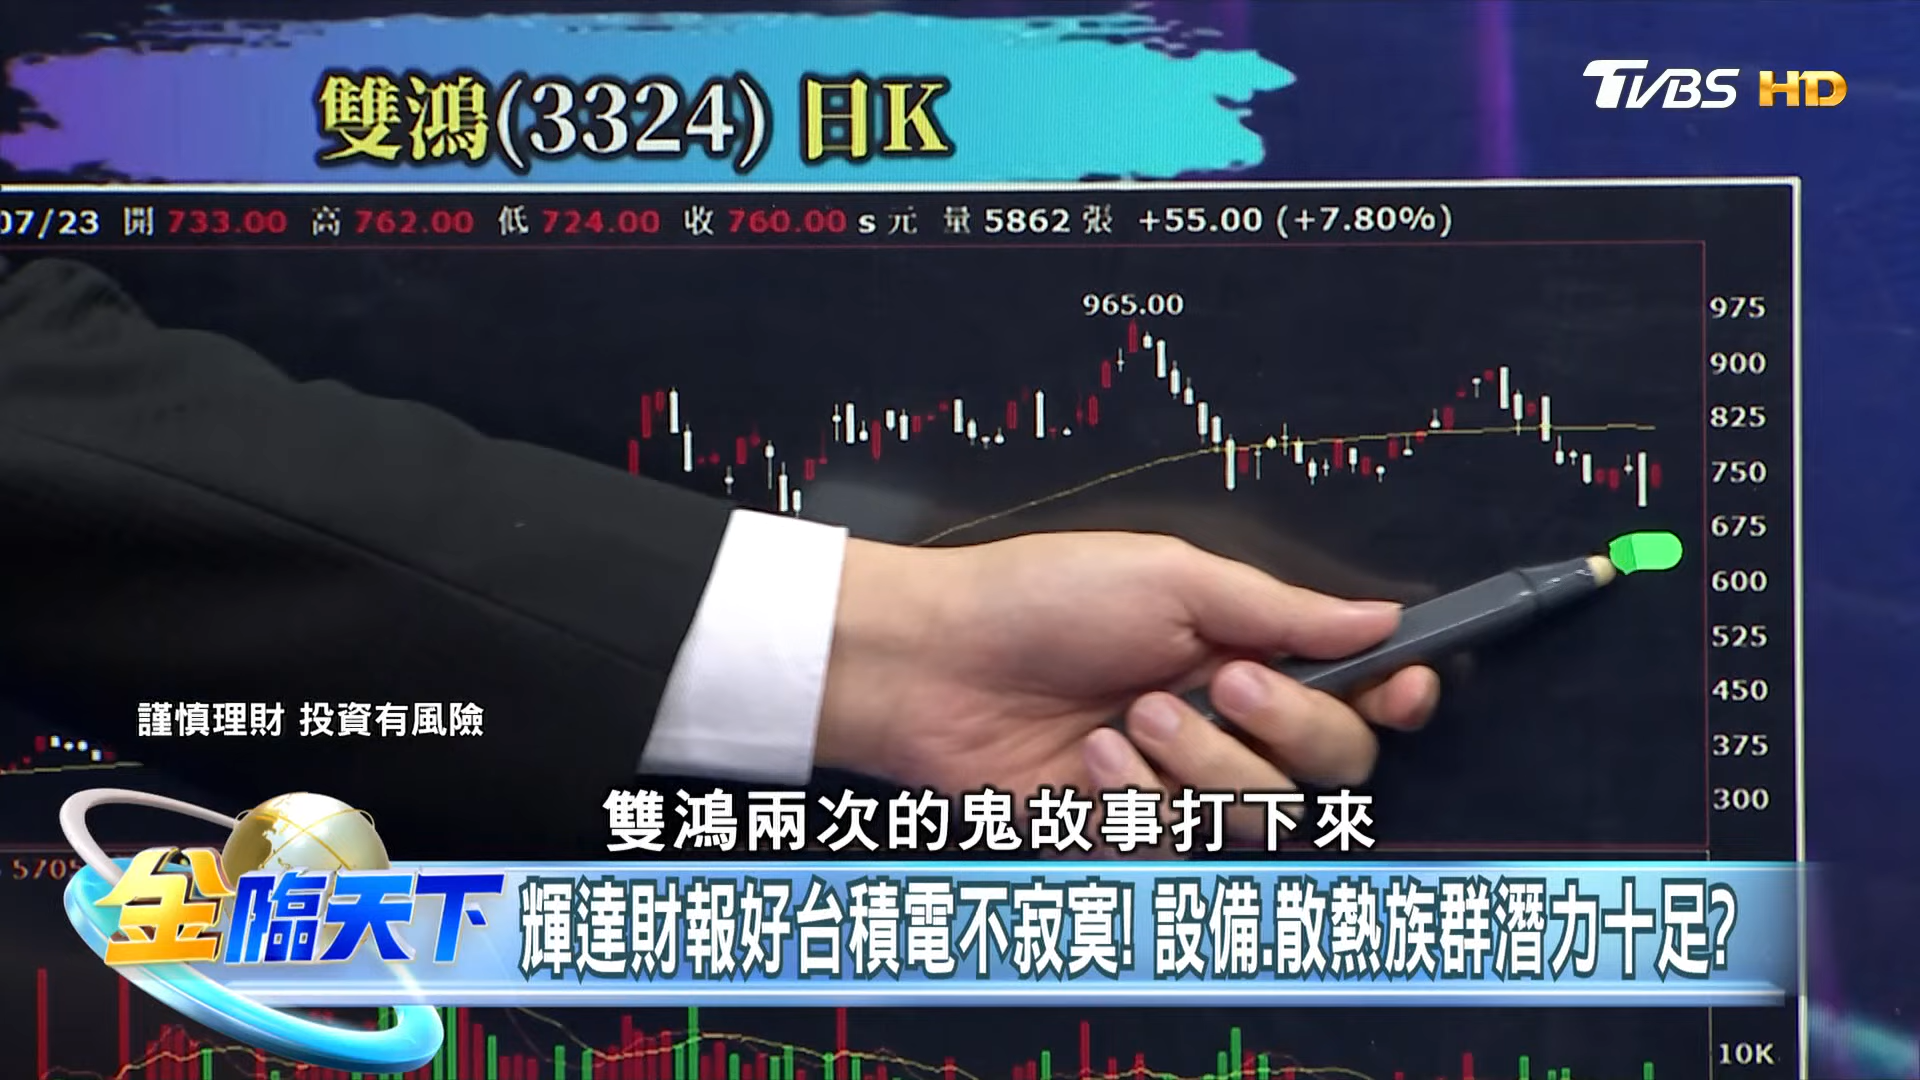 雙鴻(3324) 日K
TVBS HD
07/23 開 733.00 高 762.00 低 724.00 收 760.00 s 元 量 5862 張 +55.00 (+7.80%)
965.00
975
900
825
750
675
600
525
450
375
300
謹慎理財 投資有風險
雙鴻兩次的鬼故事打下來
5705
金臨天下
輝達財報好台積電不寂寞! 設備.散熱族群潛力十足?
10K